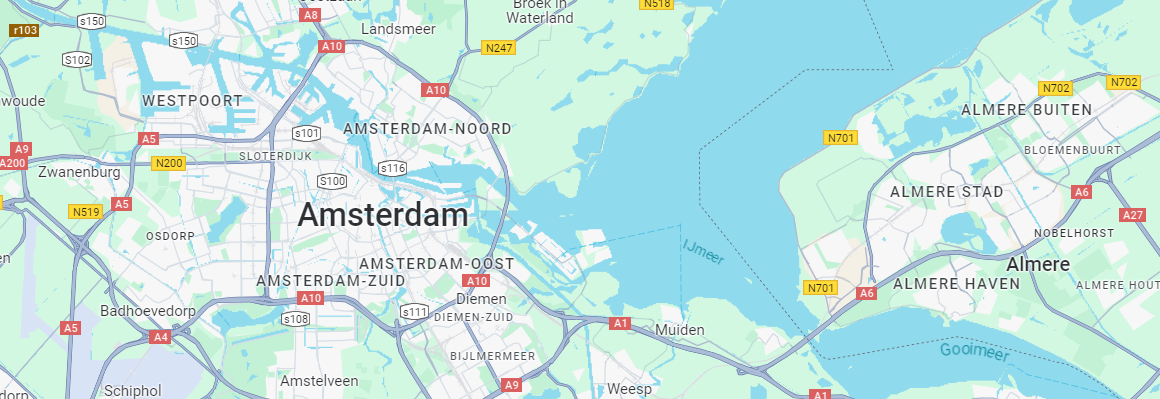 Broek in
Waterland
N518
s150
A8
r103
Landsmeer
s150
A10
N247
S102
N702
N702
A10
WESTPOORT
ALMERE BUITEN
s101
AMSTERDAM-NOORD
A5
N701
A9
A200
N200
SLOTERDIJK
BLOEMENBUURT
Zwanenburg
s116
S100
ALMERE STAD
A6
A5
N519
Amsterdam
A27
OSDORP
NOBELHORST
IJmeer
AMSTERDAM-OOST
Almere
AMSTERDAM-ZUID
A10
ALMERE HAVEN
ALMERE HOUT
N701
A6
A10
Diemen
Badhoevedorp
s111
s108
DIEMEN-ZUID
A1
Muiden
A5
A4
Gooimeer
BIJLMERMEER
Amstelveen
A9
Schiphol
Weesp
A1